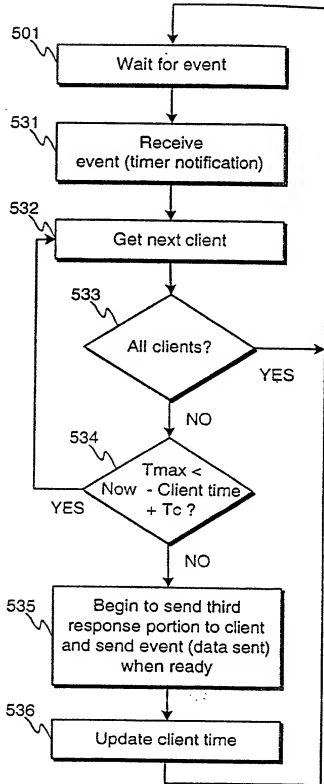 501
Wait for event
531
Receive
event (timer notification)
532
Get next client
533
All clients?
YES
NO
534
Tmax <
Now - Client time
+ Tc ?
YES
NO
535
Begin to send third
response portion to client
and send event (data sent)
when ready
536
Update client time